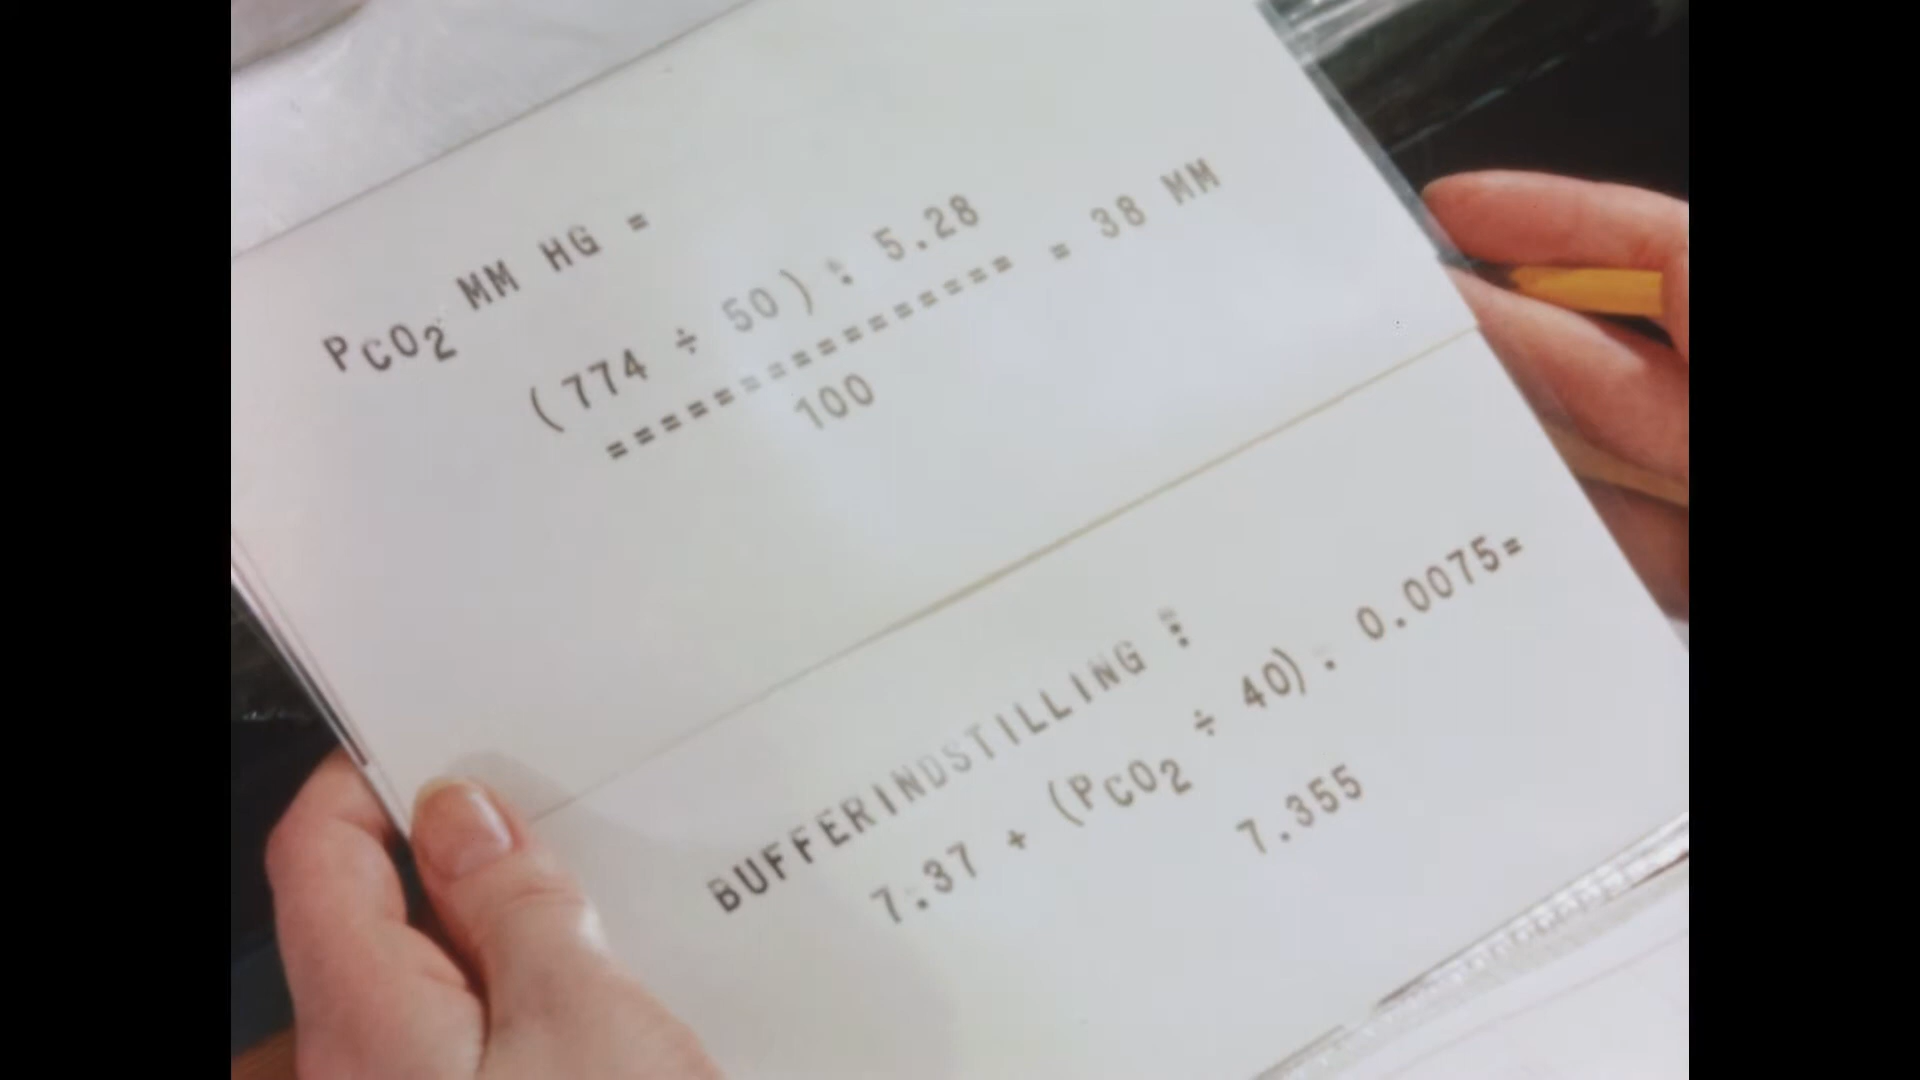 PCO2 MM HG =
(774 ÷ 50) : 5.28
================ = 38 MM
100
BUFFERINDSTILLING :
7.37 + (PCO2 ÷ 40) . 0.0075=
7.355